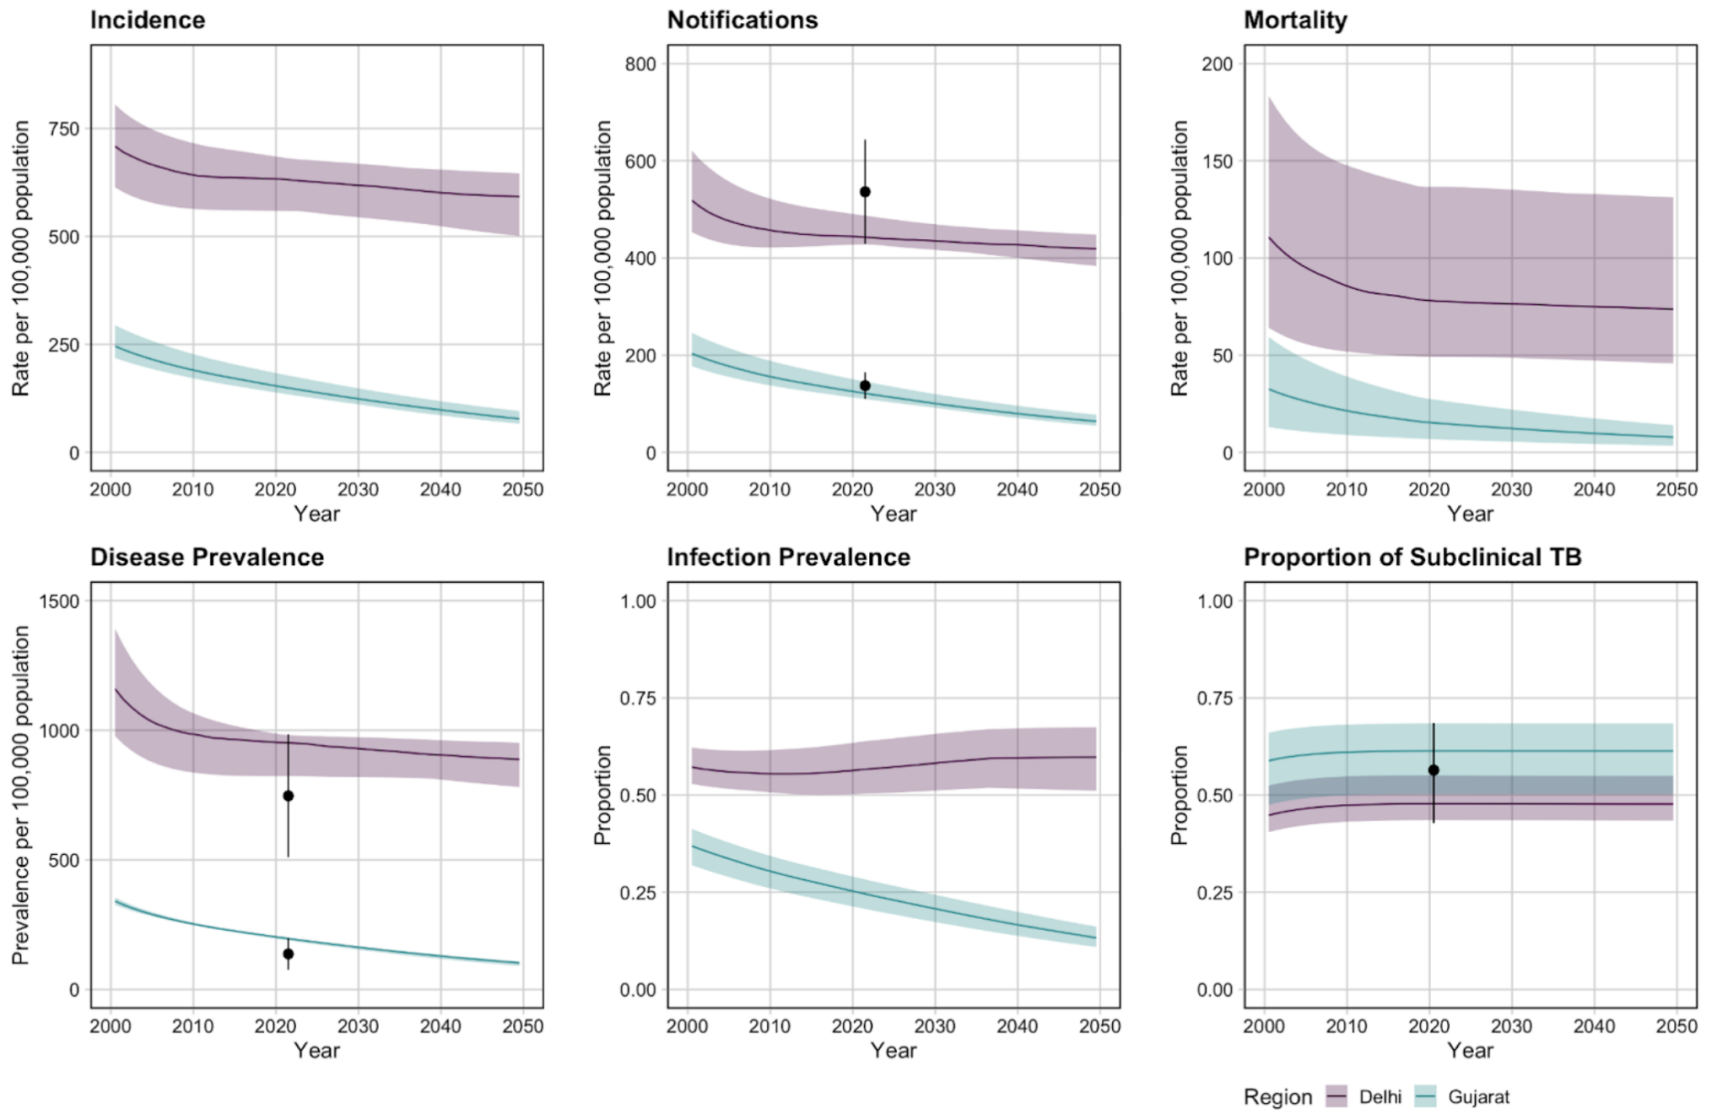 Incidence
Rate per 100,000 population
750
500
250
0
2000 2010 2020 2030 2040 2050
Year
Notifications
Rate per 100,000 population
800
600
400
200
0
2000 2010 2020 2030 2040 2050
Year
Mortality
Rate per 100,000 population
200
150
100
50
0
2000 2010 2020 2030 2040 2050
Year
Disease Prevalence
Prevalence per 100,000 population
1500
1000
500
0
2000 2010 2020 2030 2040 2050
Year
Infection Prevalence
Proportion
1.00
0.75
0.50
0.25
0.00
2000 2010 2020 2030 2040 2050
Year
Proportion of Subclinical TB
Proportion
1.00
0.75
0.50
0.25
0.00
2000 2010 2020 2030 2040 2050
Year
Region Delhi Gujarat